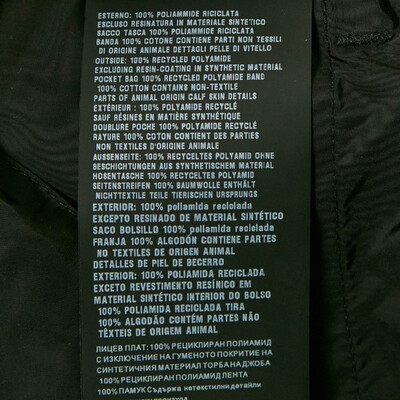 ESTERNO: 100% POLIAMMIDE RICICLATA
ESCLUSO RESINATURA IN MATERIALE SINTETICO
SACCO TASCA 100% POLIAMMIDE RICICLATA
BANDA 100% COTONE CONTIENE PARTI NON TESSILI
DI ORIGINE ANIMALE DETTAGLI PELLE DI VITELLO
OUTSIDE: 100% RECYCLED POLYAMIDE
EXCLUDING RESIN-COATING IN SYNTHETIC MATERIAL
POCKET BAG 100% RECYCLED POLYAMIDE BAND
100% COTTON CONTAINS NON-TEXTILE
PARTS OF ANIMAL ORIGIN CALF SKIN DETAILS
EXTÉRIEUR : 100% POLYAMIDE RECYCLÉ
SAUF RÉSINES EN MATIÈRE SYNTHÉTIQUE
DOUBLURE POCHE 100% POLYAMIDE RECYCLÉ
RAYURE 100% COTON CONTIENT DES PARTIES
NON TEXTILES D'ORIGINE ANIMALE
AUSSENSEITE: 100% RECYCELTES POLYAMID OHNE
BESCHICHTUNGEN AUS SYNTHETISCHEM MATERIAL
HOSENTASCHE 100% RECYCELTES POLYAMID
SEITENSTREIFEN 100% BAUMWOLLE ENTHÄLT
NICHTTEXTILE TEILE TIERISCHEN URSPRUNGS
EXTERIOR: 100% poliamida reciclada
EXCEPTO RESINADO DE MATERIAL SINTÉTICO
SACO BOLSILLO 100% poliamida reciclada
FRANJA 100% ALGODÓN CONTIENE PARTES
NO TEXTILES DE ORIGEN ANIMAL
DETALLES DE PIEL DE BECERRO
EXTERIOR: 100% POLIAMIDA RECICLADA
EXCETO REVESTIMENTO RESÍNICO EM
MATERIAL SINTÉTICO INTERIOR DO BOLSO
100% POLIAMIDA RECICLADA TIRA
100% ALGODÃO CONTÉM PARTES NÃO
TÊXTEIS DE ORIGEM ANIMAL
ЛИЦЕВ ПЛАТ: 100% РЕЦИКЛИРАН ПОЛИАМИД
С ИЗКЛЮЧЕНИЕ НА ГУМЕНОТО ПОКРИТИЕ НА
СИНТЕТИЧНИЯ МАТЕРИАЛ ТОРБА НА ДЖОБА
100% РЕЦИКЛИРАН ПОЛИАМИД ЛЕНТА
100% ПАМУК Съдържа нетекстилни детайли